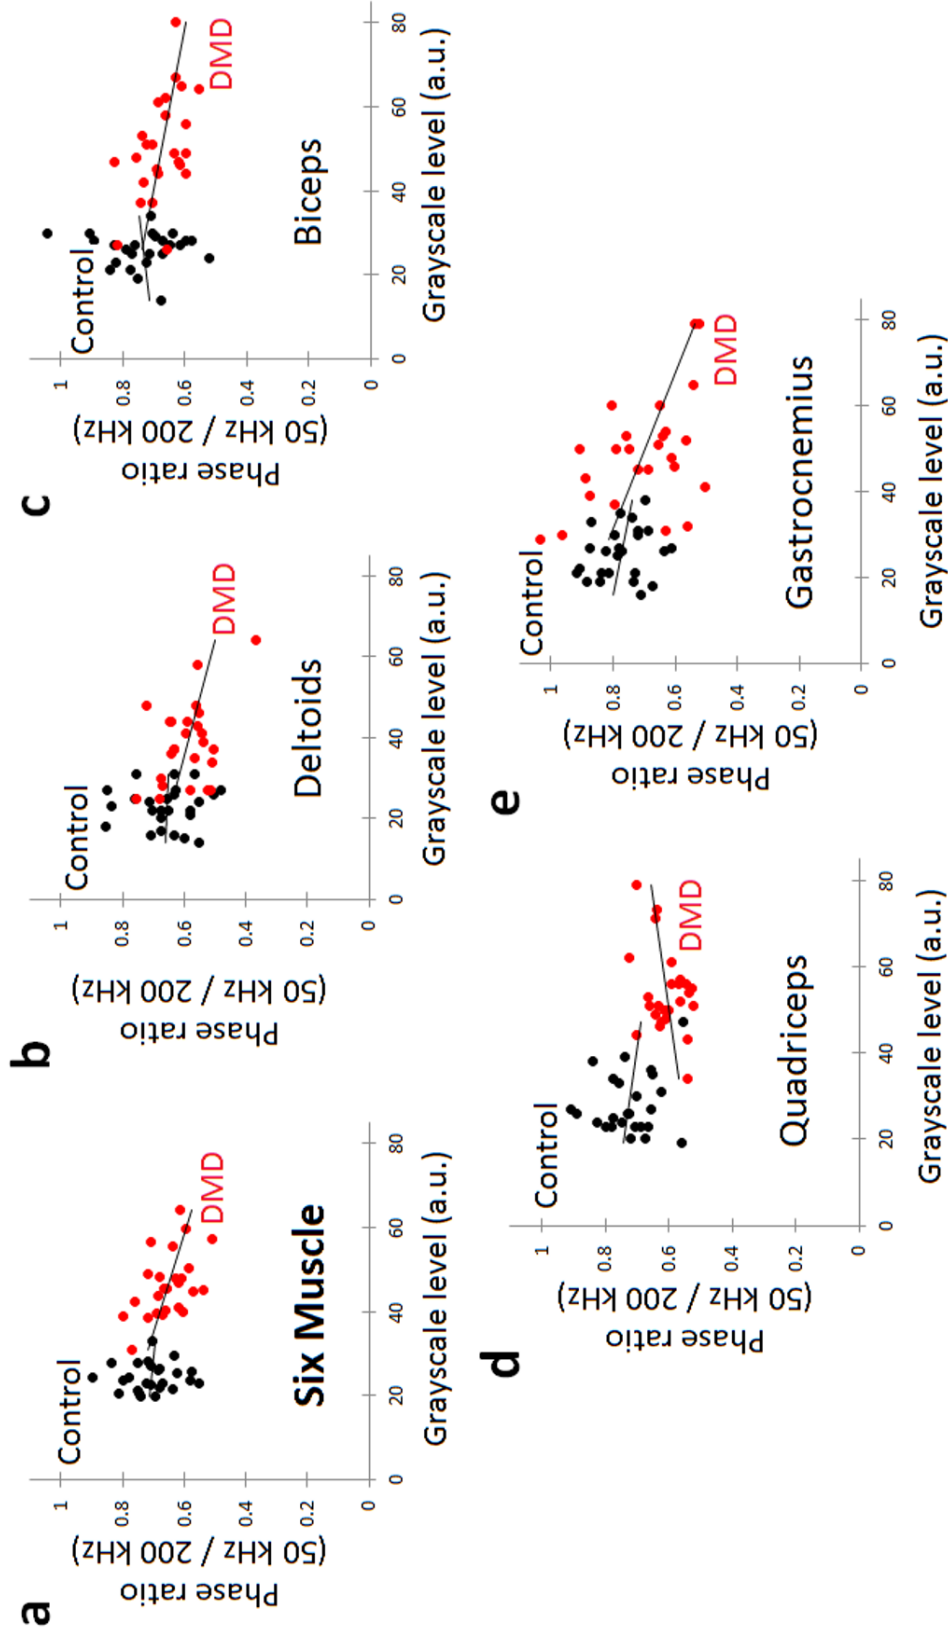 a
Phase ratio
(50 kHz / 200 kHz)
1
0.8
0.6
0.4
0.2
0
Control
DMD
Six Muscle
0 20 40 60 80
Grayscale level (a.u.)
b
Phase ratio
(50 kHz / 200 kHz)
1
0.8
0.6
0.4
0.2
0
Control
DMD
Deltoids
0 20 40 60 80
Grayscale level (a.u.)
c
Phase ratio
(50 kHz / 200 kHz)
1
0.8
0.6
0.4
0.2
0
Control
DMD
Biceps
0 20 40 60 80
Grayscale level (a.u.)
d
Phase ratio
(50 kHz / 200 kHz)
1
0.8
0.6
0.4
0.2
0
Control
DMD
Quadriceps
0 20 40 60 80
Grayscale level (a.u.)
e
Phase ratio
(50 kHz / 200 kHz)
1
0.8
0.6
0.4
0.2
0
Control
DMD
Gastrocnemius
0 20 40 60 80
Grayscale level (a.u.)